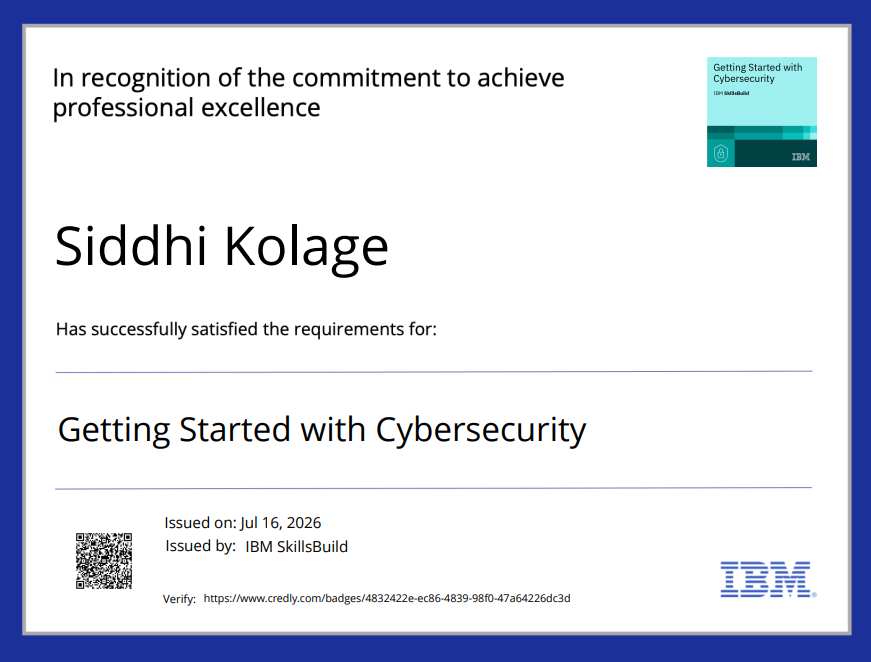 In recognition of the commitment to achieve
professional excellence
Getting Started with
Cybersecurity
IBM SkillsBuild
IBM
Siddhi Kolage
Has successfully satisfied the requirements for:
Getting Started with Cybersecurity
Issued on: Jul 16, 2026
Issued by: IBM SkillsBuild
Verify: https://www.credly.com/badges/4832422e-ec86-4839-98f0-47a64226dc3d
IBM®